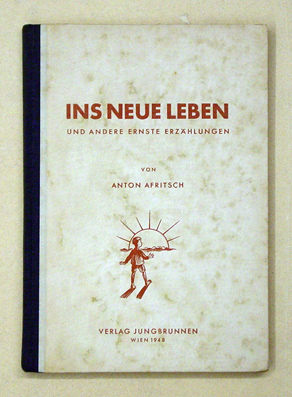 INS NEUE LEBEN
UND ANDERE ERNSTE ERZÄHLUNGEN
VON
ANTON AFRITSCH
VERLAG JUNGBRUNNEN
WIEN 1948